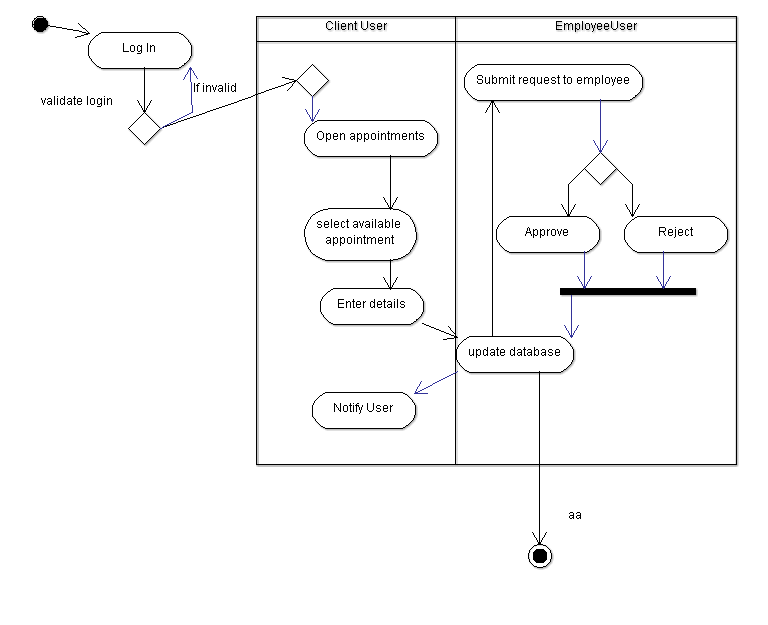 Client User
EmployeeUser
Log In
If invalid
validate login
Submit request to employee
Open appointments
select available
appointment
Approve
Reject
Enter details
update database
Notify User
aa